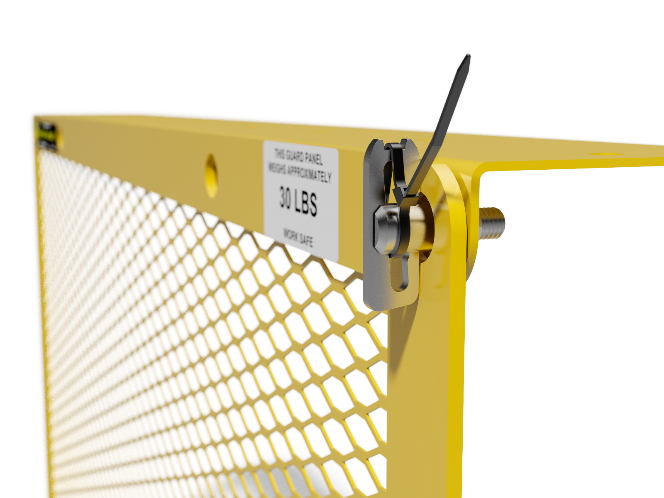 THIS GUARD PANEL
WEIGHS APPROXIMATELY
30 LBS
WORK SAFE